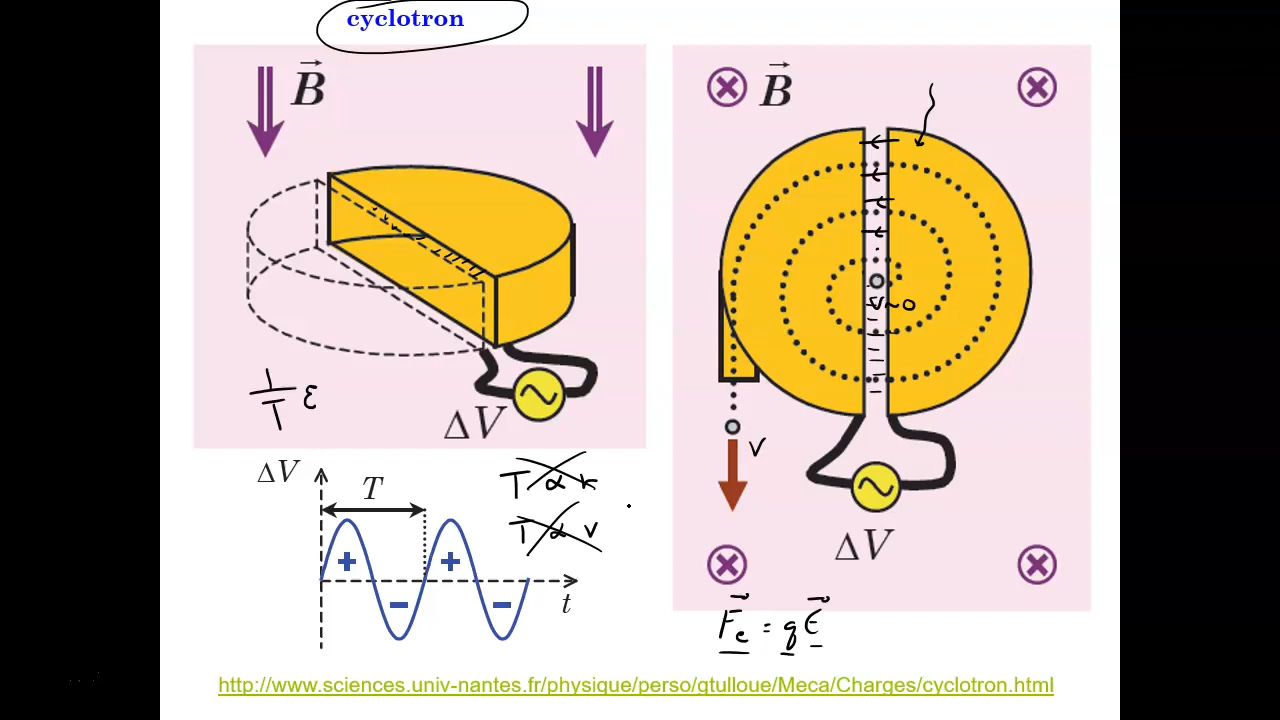 cyclotron
B
B
v~0
ε
ΔV
v
ΔV
T
T α r
T α v
+
+
ΔV
-
-
t
Fe = qE
http://www.sciences.univ-nantes.fr/physique/perso/gtulloue/Meca/Charges/cyclotron.html